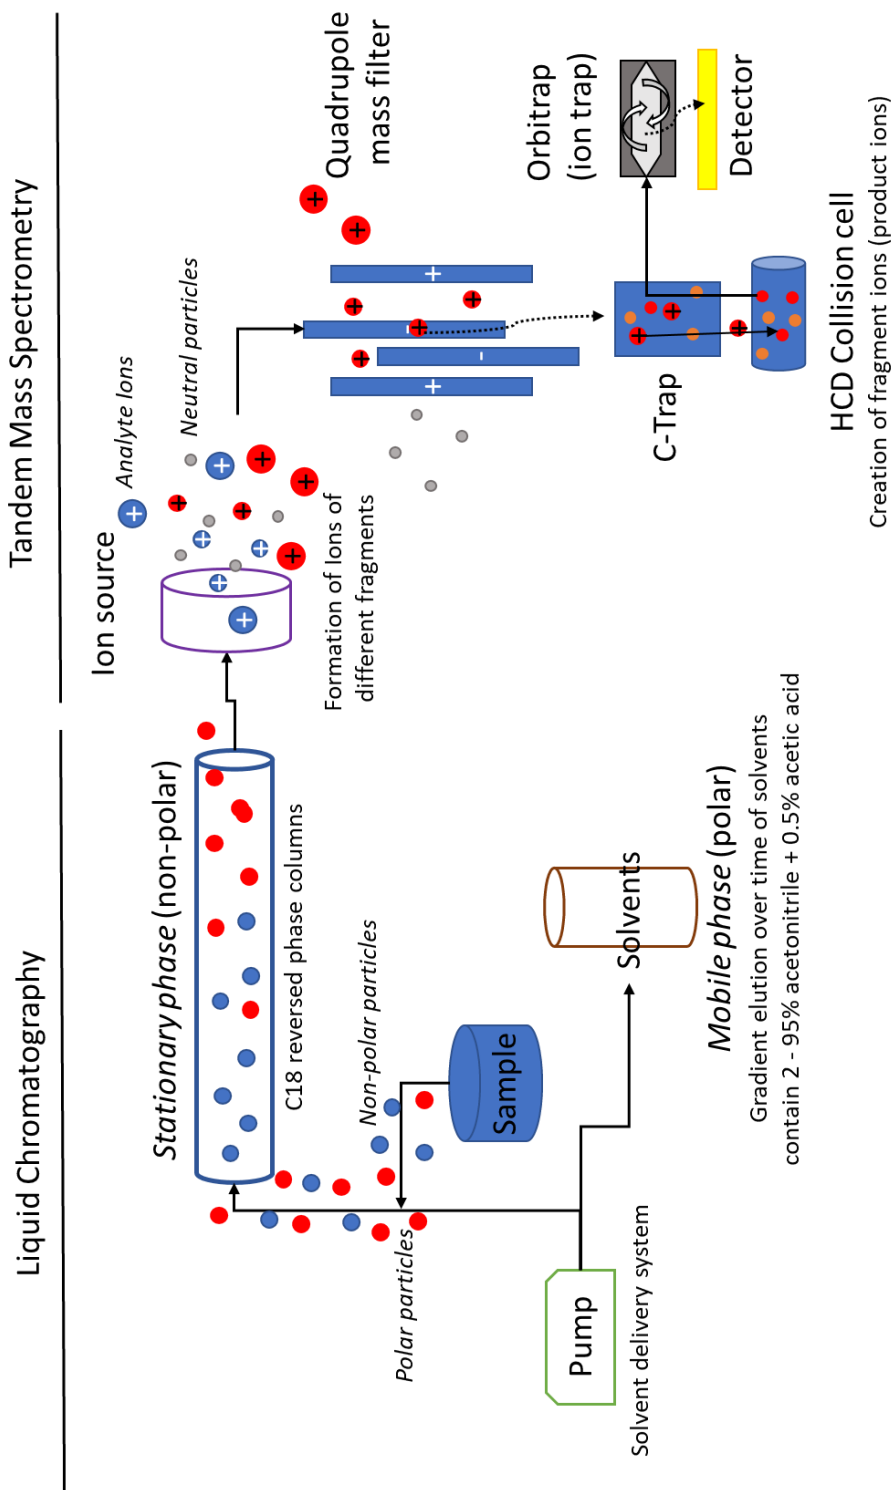 Liquid Chromatography
Stationary phase (non-polar)
C18 reversed phase columns
Non-polar particles
Polar particles
Sample
Pump
Solvent delivery system
Solvents
Mobile phase (polar)
Gradient elution over time of solvents
contain 2 - 95% acetonitrile + 0.5% acetic acid
Tandem Mass Spectrometry
Ion source
Analyte Ions
Neutral particles
Formation of Ions of
different fragments
Quadrupole
mass filter
C-Trap
Orbitrap
(ion trap)
Detector
HCD Collision cell
Creation of fragment ions (product ions)